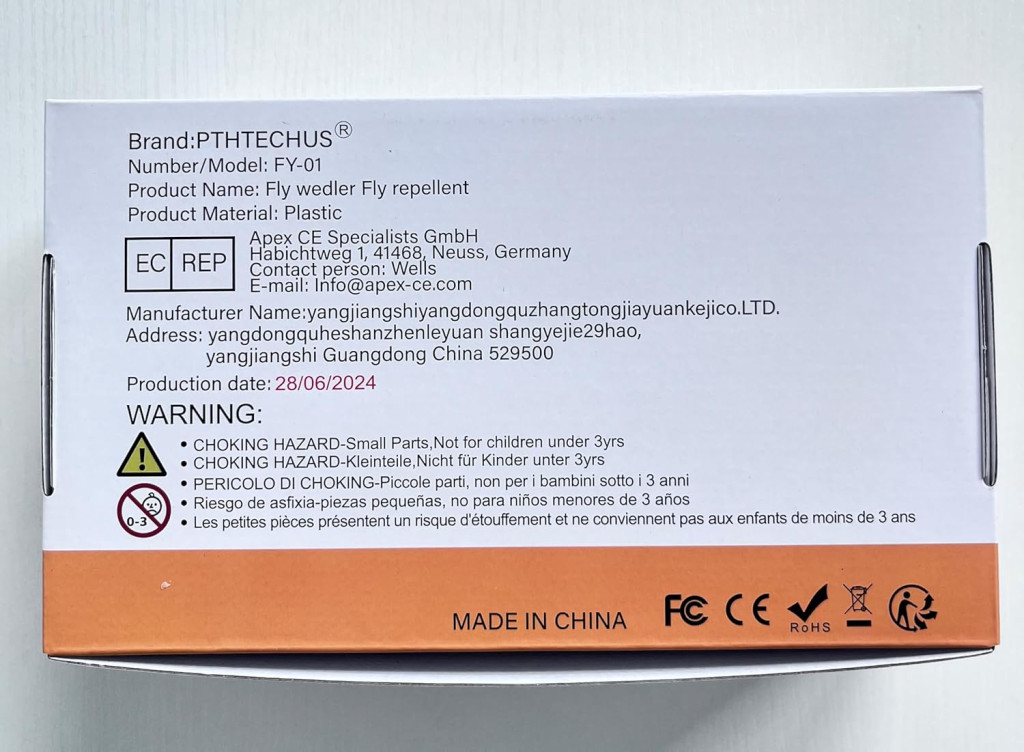 Brand:PTHTECHUS®
Number/Model: FY-01
Product Name: Fly wedler Fly repellent
Product Material: Plastic
EC REP
Apex CE Specialists GmbH
Habichtweg 1, 41468, Neuss, Germany
Contact person: Wells
E-mail: Info@apex-ce.com
Manufacturer Name:yangjiangshiyangdongquzhangtongjiayuankejico.LTD.
Address: yangdongquheshanzhenleyuan shangyejie29hao,
yangjiangshi Guangdong China 529500
Production date: 28/06/2024
WARNING:
• CHOKING HAZARD-Small Parts,Not for children under 3yrs
• CHOKING HAZARD-Kleinteile,Nicht für Kinder unter 3yrs
• PERICOLO DI CHOKING-Piccole parti, non per i bambini sotto i 3 anni
• Riesgo de asfixia-piezas pequeñas, no para niños menores de 3 años
• Les petites pièces présentent un risque d'étouffement et ne conviennent pas aux enfants de moins de 3 ans
0-3
MADE IN CHINA
FC CE RoHS